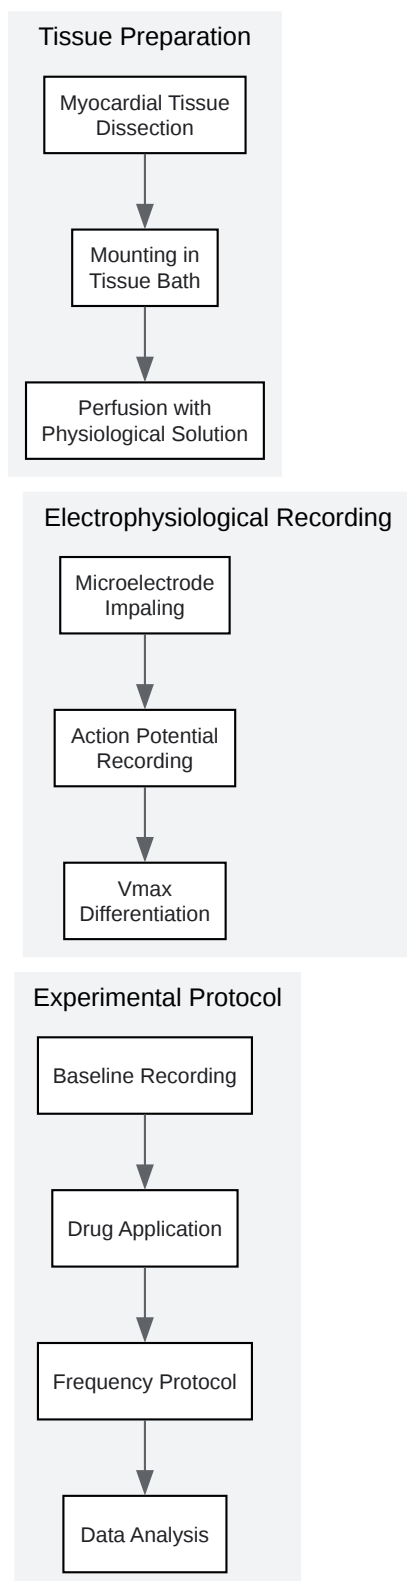 Tissue Preparation
Myocardial Tissue
Dissection
Mounting in
Tissue Bath
Perfusion with
Physiological Solution
Electrophysiological Recording
Microelectrode
Impaling
Action Potential
Recording
Vmax
Differentiation
Experimental Protocol
Baseline Recording
Drug Application
Frequency Protocol
Data Analysis